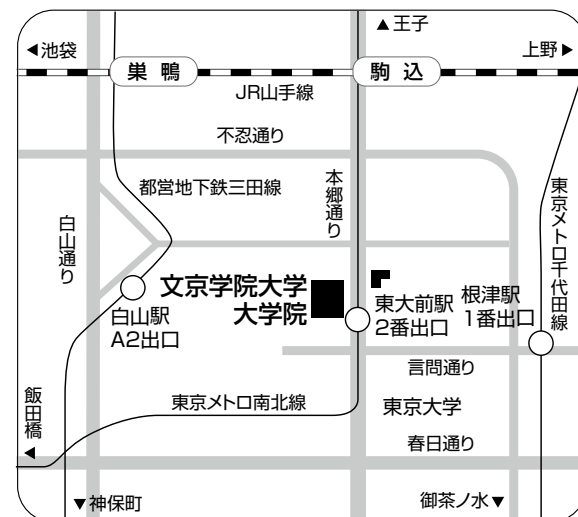 ▲王子
◀池袋
上野▶
巣鴨
駒込
JR山手線
不忍通り
都営地下鉄三田線
本郷通り
東京メトロ千代田線
白山通り
文京学院大学
大学院
東大前駅
2番出口
根津駅
1番出口
白山駅
A2出口
言問通り
飯田橋
◀
東京メトロ南北線
東京大学
春日通り
▼神保町
御茶ノ水▼